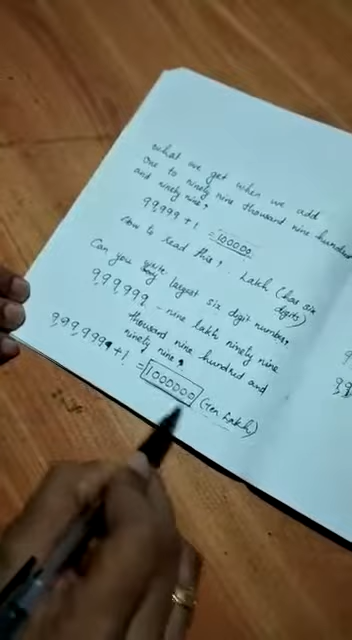 what we get when we add
one to ninety nine thousand nine hundred
and ninety nine?
99,999 + 1 = 100000
how to read this? . Lakh (has six
digits)
Can you write largest six digit number,
9,99,999 - nine lakh ninety nine
thousand nine hundred and
ninety nine.
9,99,999 + 1 = 1000000 (Ten Lakh)